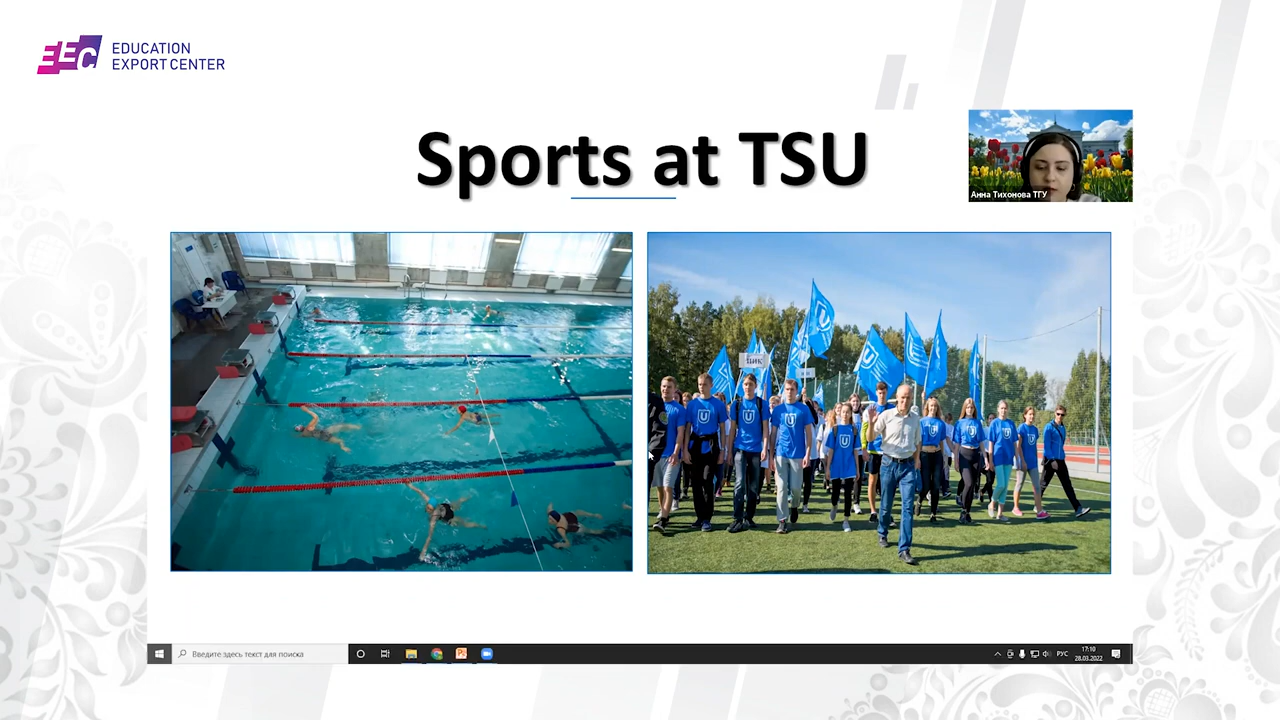 EEC
EDUCATION
EXPORT CENTER
Sports at TSU
Анна Тихонова ТГУ
U
U
U
U
U
U
U
Введите здесь текст для поиска
РУС
17:10
28.03.2022